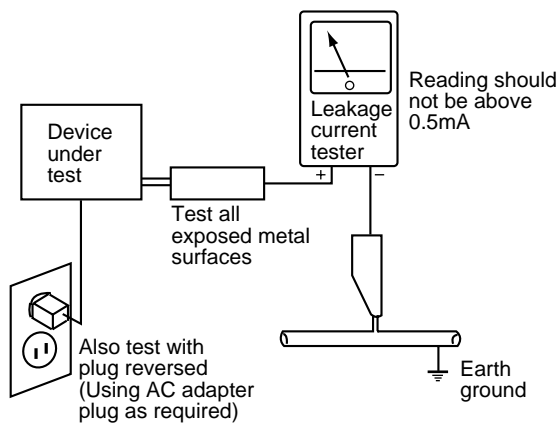 Device
under
test
Leakage
current
tester
+ −
Reading should
not be above
0.5mA
Test all
exposed metal
surfaces
Also test with
plug reversed
(Using AC adapter
plug as required)
Earth
ground